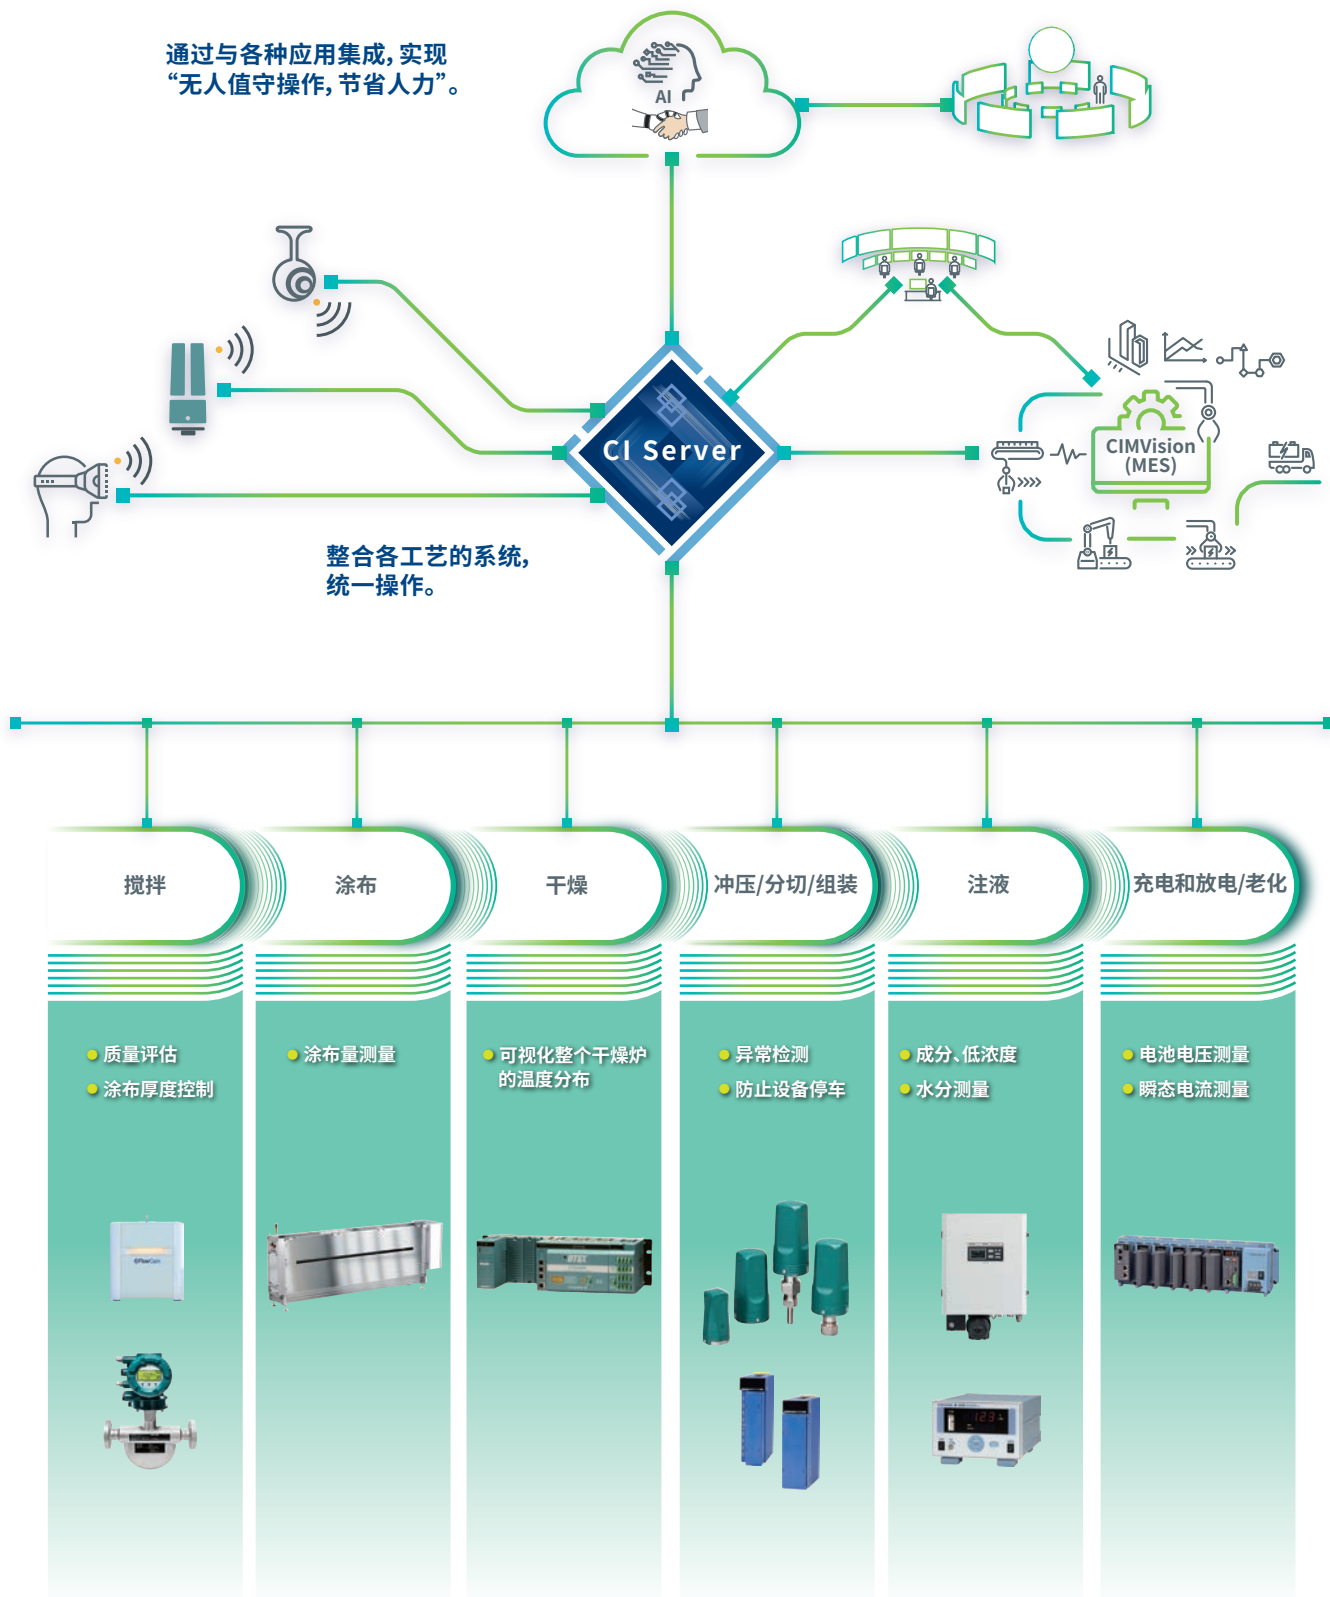 通过与各种应用集成，实现
“无人值守操作，节省人力”。
AI
CI Server
CIMVision
(MES)
整合各工艺的系统，
统一操作。
搅拌
涂布
干燥
冲压/分切/组装
注液
充电和放电/老化
质量评估
涂布厚度控制
涂布量测量
可视化整个干燥炉
的温度分布
异常检测
防止设备停车
成分、低浓度
水分测量
电池电压测量
瞬态电流测量
FlowCam